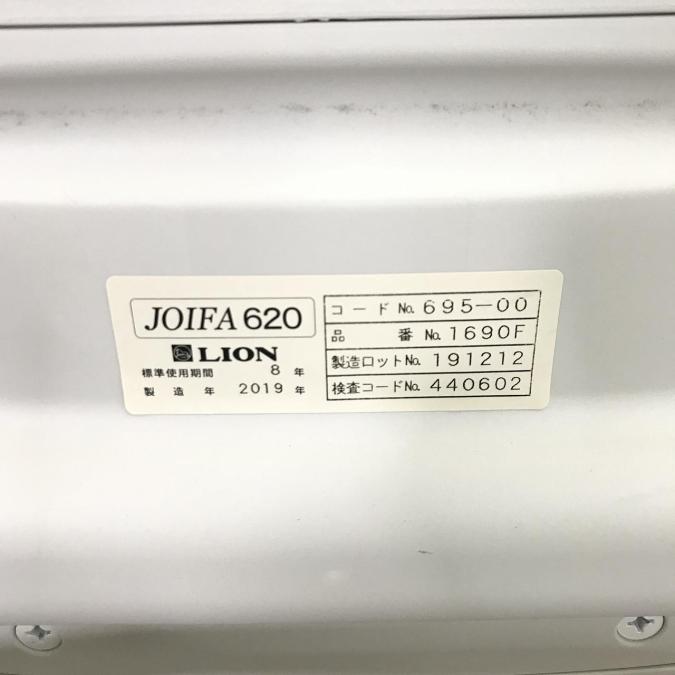 JOIFA 620
LION
標準使用期間 8 年
製造年 2019 年
コード No. 695-00
品番 No. 1690F
製造ロット No. 191212
検査コード No. 440602